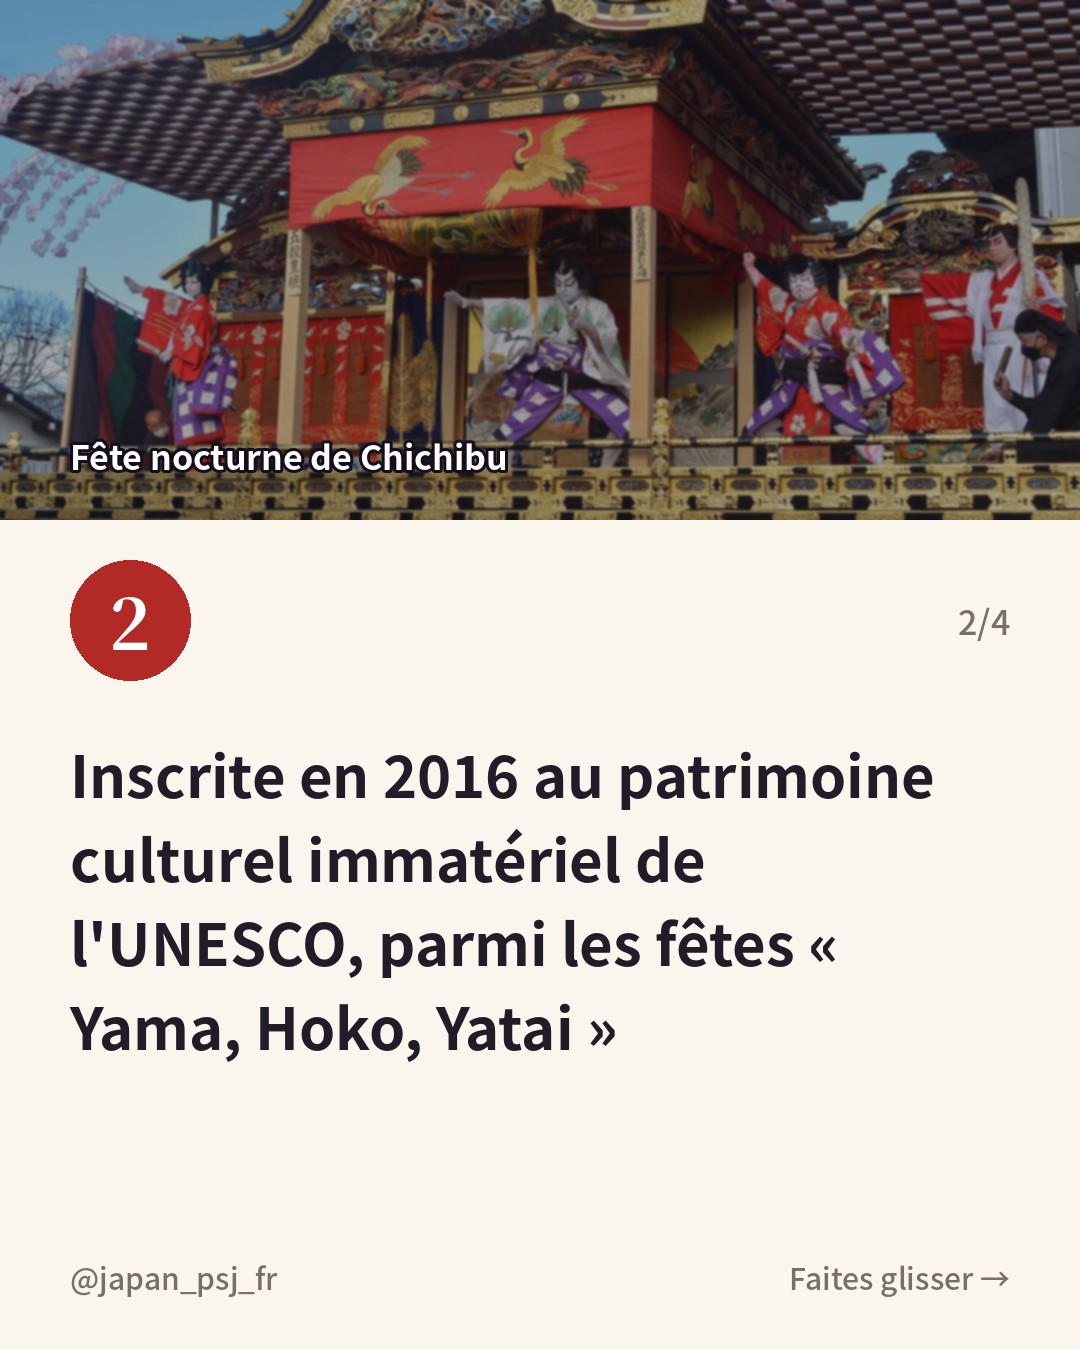 Fête nocturne de Chichibu
2
2/4
Inscrite en 2016 au patrimoine
culturel immatériel de
l'UNESCO, parmi les fêtes «
Yama, Hoko, Yatai »
@japan_psj_fr
Faites glisser →